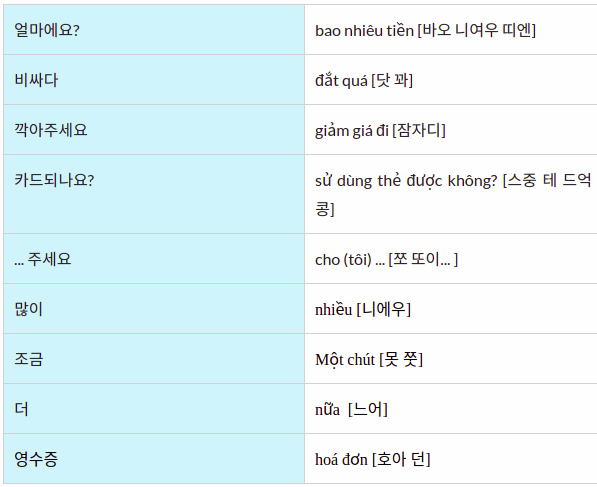 얼마에요? bao nhiêu tiền [바오 니여우 띠엔]
비싸다 đắt quá [닷 꽈]
깍아주세요 giảm giá đi [잠자디]
카드되나요? sử dùng thẻ được không? [스중 테 드억
콩]
... 주세요 cho (tôi) ... [쪼 또이... ]
많이 nhiều [니에우]
조금 Một chút [못 쭛]
더 nữa [느어]
영수증 hoá đơn [호아 던]